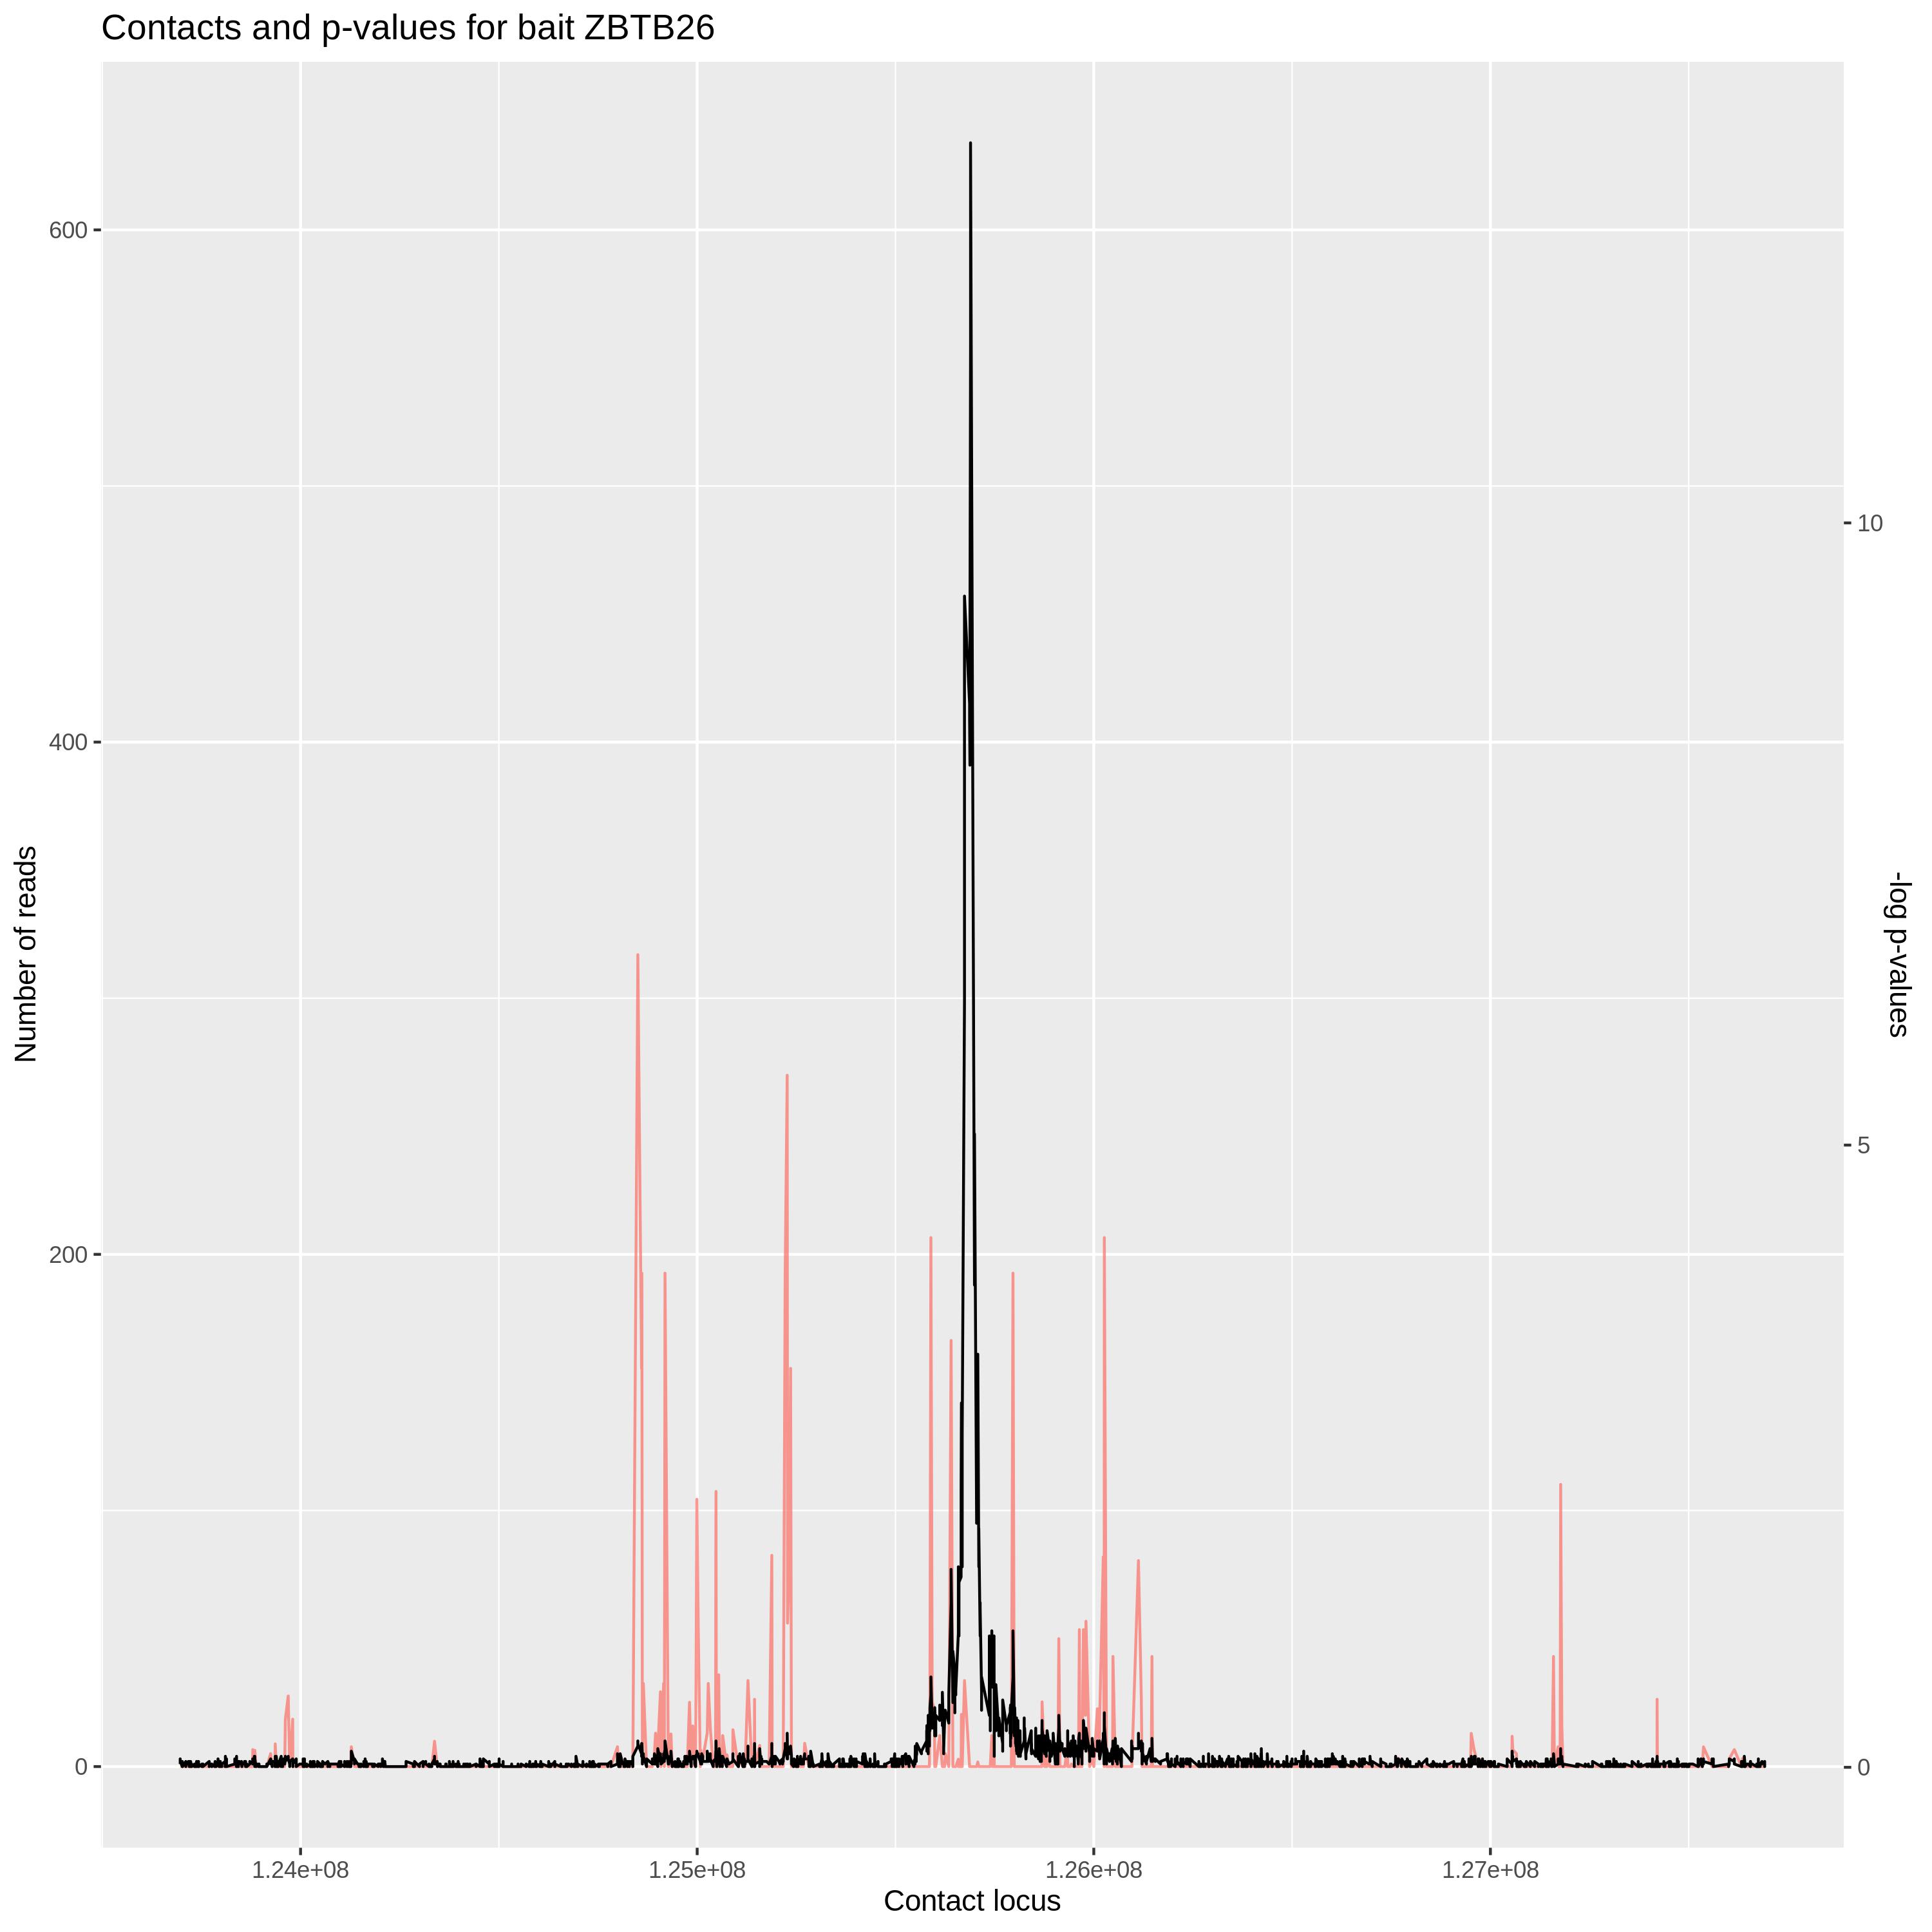 Contacts and p-values for bait ZBTB26
Number of reads
600
400
200
0
-log p-values
10
5
0
1.24e+08 1.25e+08 1.26e+08 1.27e+08
Contact locus